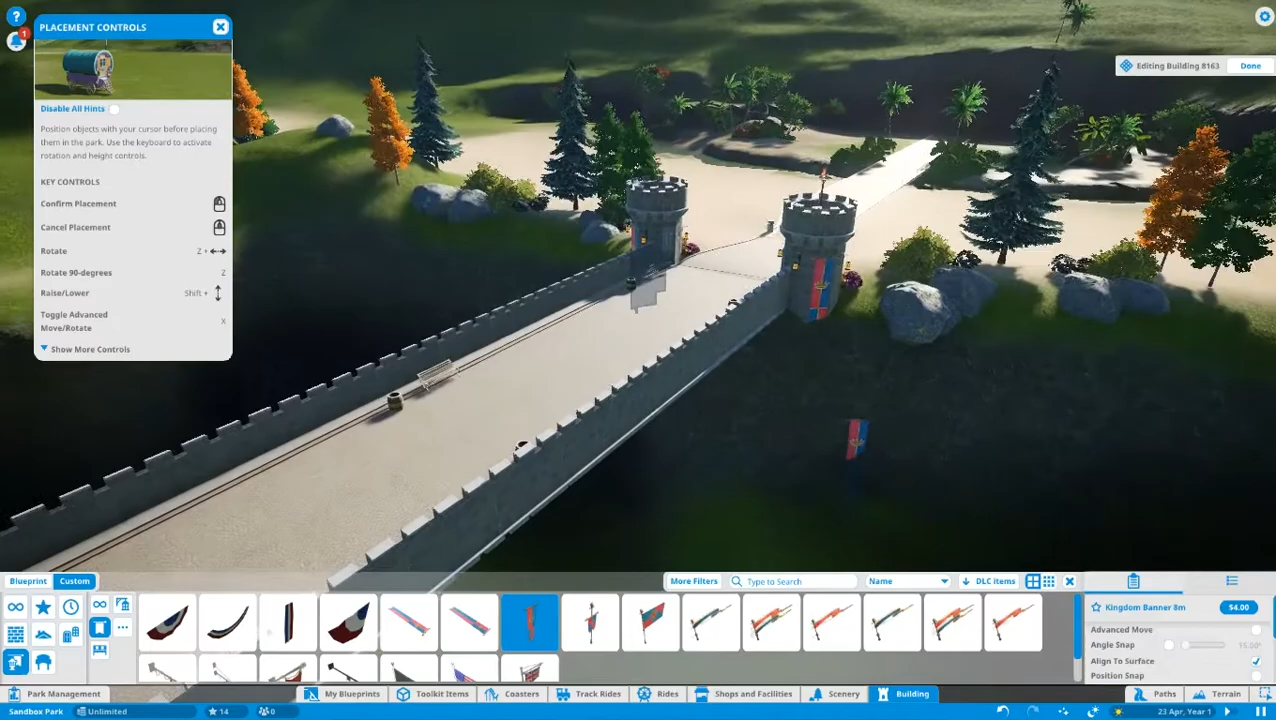 ?
1
PLACEMENT CONTROLS
Disable All Hints
Position objects with your cursor before placing
them in the park. Use the keyboard to activate
rotation and height controls.
KEY CONTROLS
Confirm Placement
Cancel Placement
Rotate Z +
Rotate 90-degrees Z
Raise/Lower Shift +
Toggle Advanced
Move/Rotate X
Show More Controls
Editing Building 8163 Done
Blueprint Custom
More Filters Type to Search Name DLC items
Kingdom Banner 8m $4.00
Advanced Move
Angle Snap 15.00°
Align To Surface
Position Snap
Park Management My Blueprints Toolkit Items Coasters Track Rides Rides Shops and Facilities Scenery Building Paths Terrain
Sandbox Park Unlimited 14 0 23 Apr, Year 1